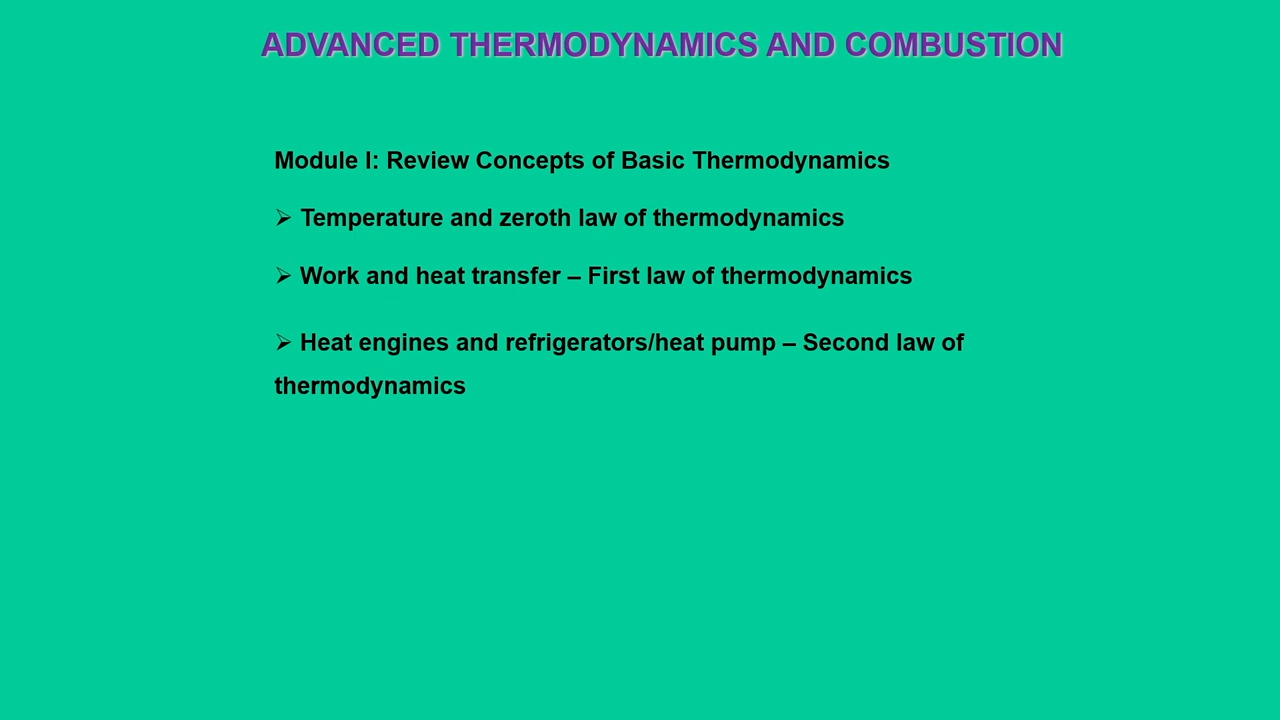 ADVANCED THERMODYNAMICS AND COMBUSTION
Module I: Review Concepts of Basic Thermodynamics
➢ Temperature and zeroth law of thermodynamics
➢ Work and heat transfer – First law of thermodynamics
➢ Heat engines and refrigerators/heat pump – Second law of
thermodynamics